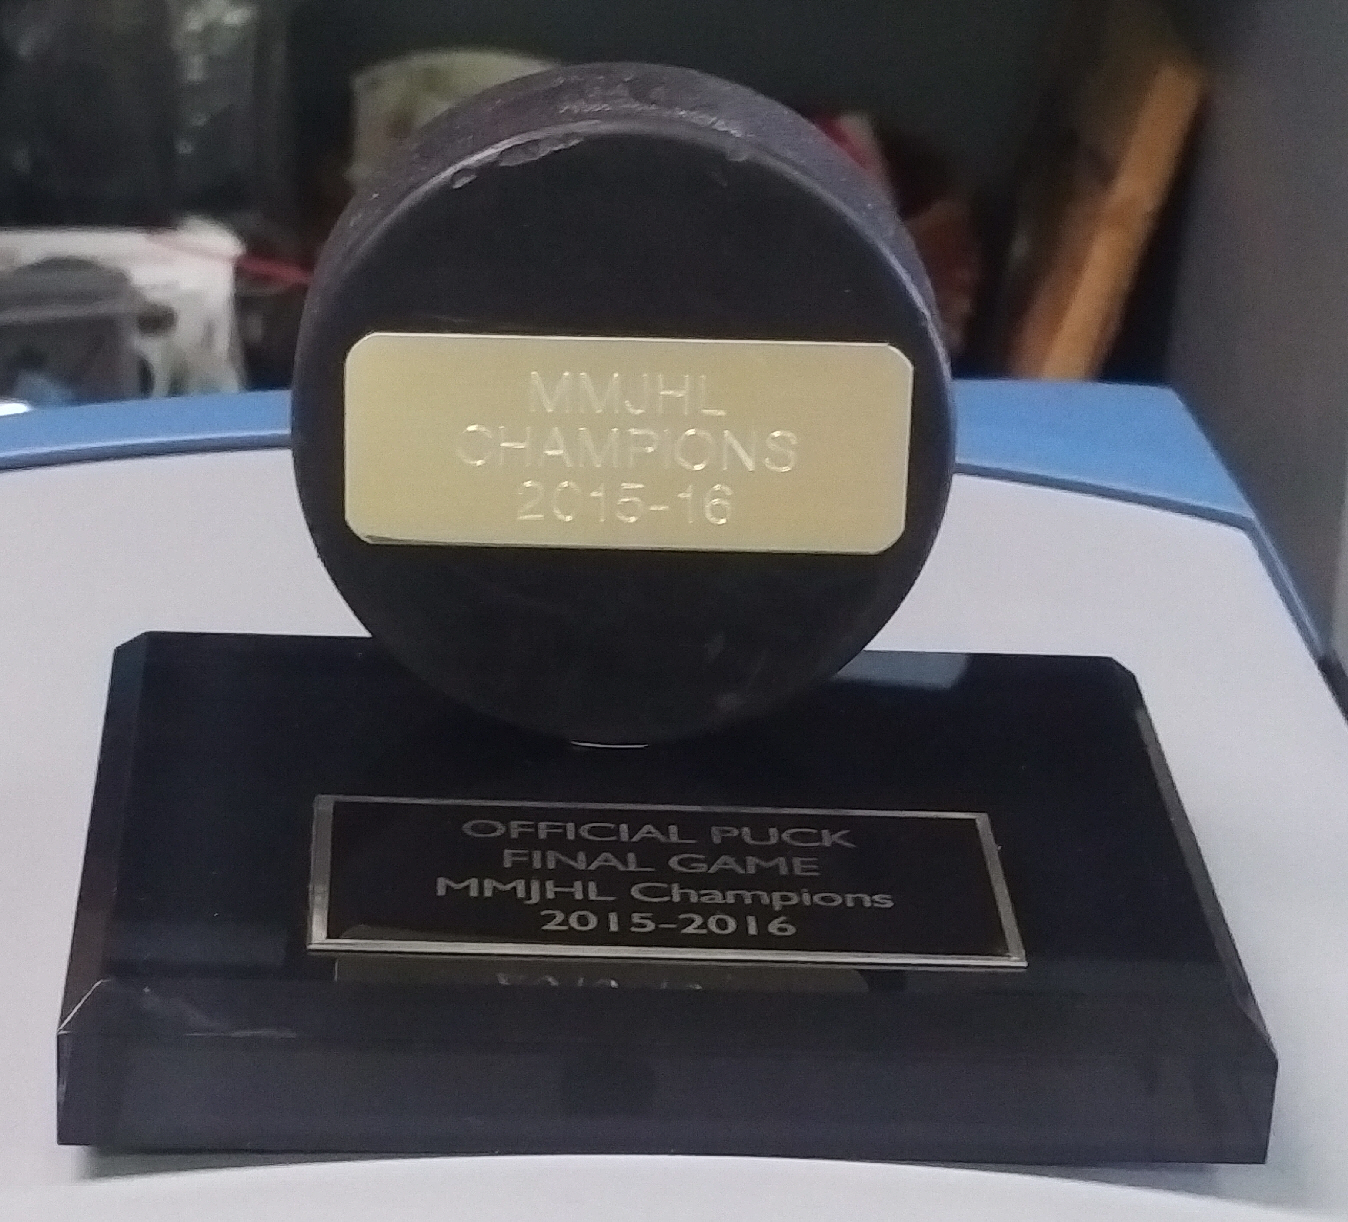 MMJHL
CHAMPIONS
2015-16
OFFICIAL PUCK
FINAL GAME
MMJHL Champions
2015-2016